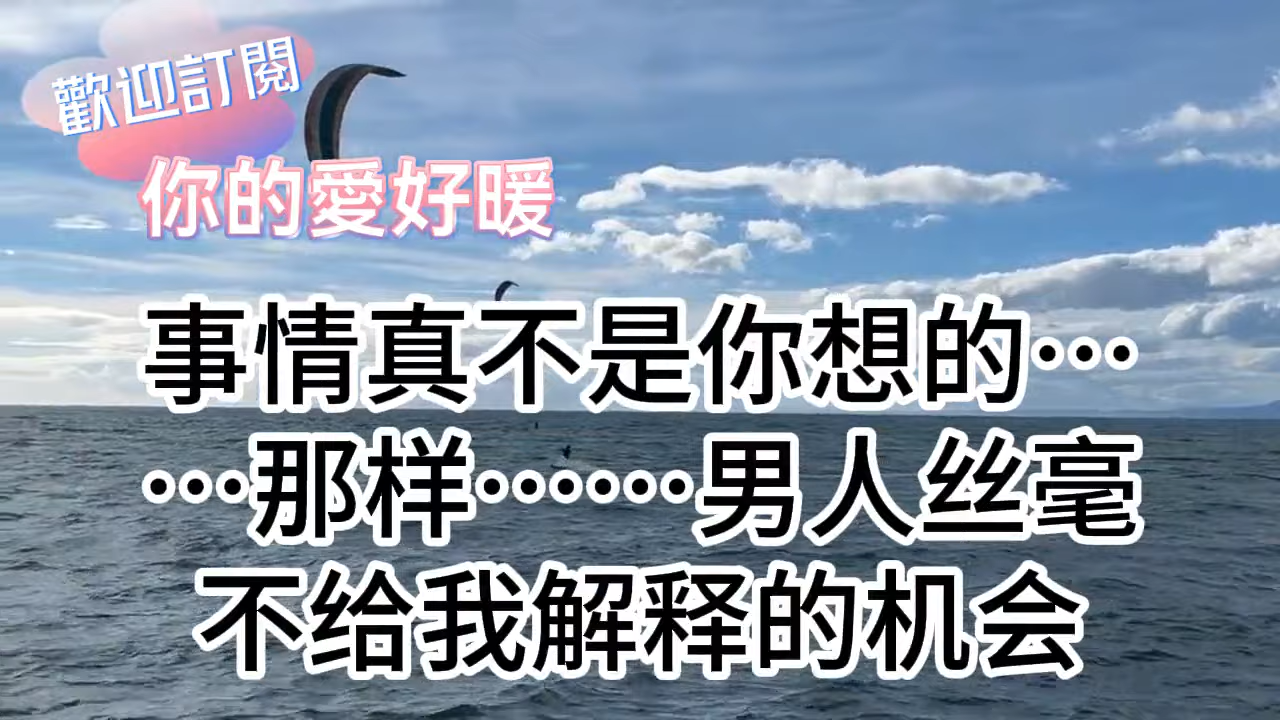 歡迎訂閱
你的愛好暖
事情真不是你想的…
…那样……男人丝毫
不给我解释的机会